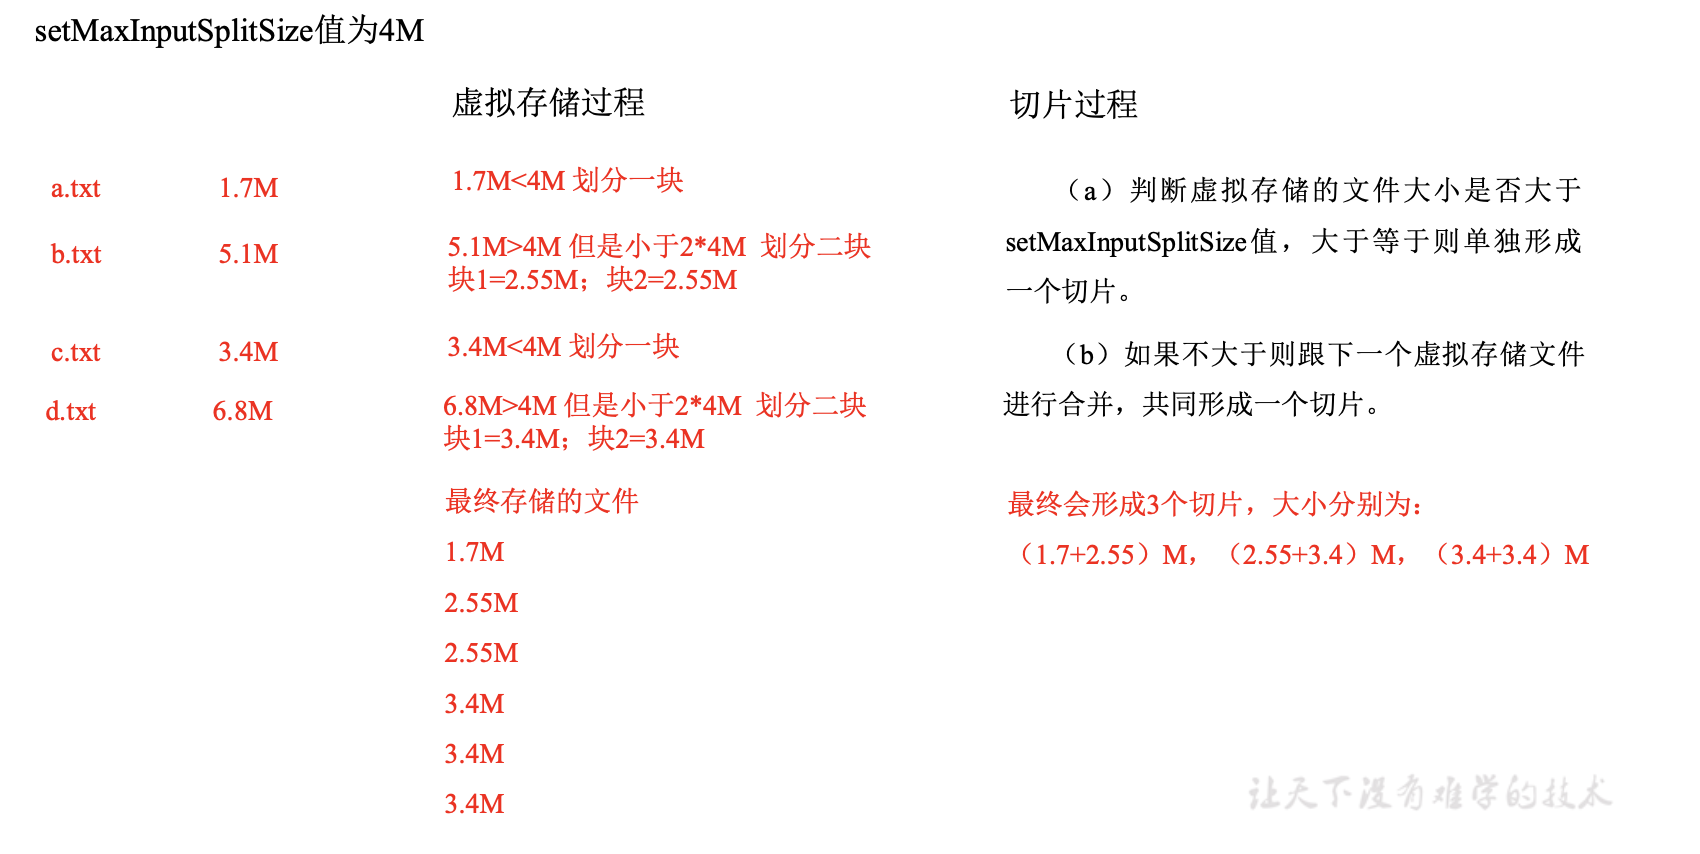 setMaxInputSplitSize值为4M
虚拟存储过程
切片过程
a.txt 1.7M 1.7M<4M 划分一块
b.txt 5.1M 5.1M>4M 但是小于2*4M 划分二块
块1=2.55M；块2=2.55M
c.txt 3.4M 3.4M<4M 划分一块
d.txt 6.8M 6.8M>4M 但是小于2*4M 划分二块
块1=3.4M；块2=3.4M
最终存储的文件
1.7M
2.55M
2.55M
3.4M
3.4M
3.4M
（a）判断虚拟存储的文件大小是否大于
setMaxInputSplitSize值，大于等于则单独形成
一个切片。
（b）如果不大于则跟下一个虚拟存储文件
进行合并，共同形成一个切片。
最终会形成3个切片，大小分别为：
（1.7+2.55）M，（2.55+3.4）M，（3.4+3.4）M
让天下没有难学的技术